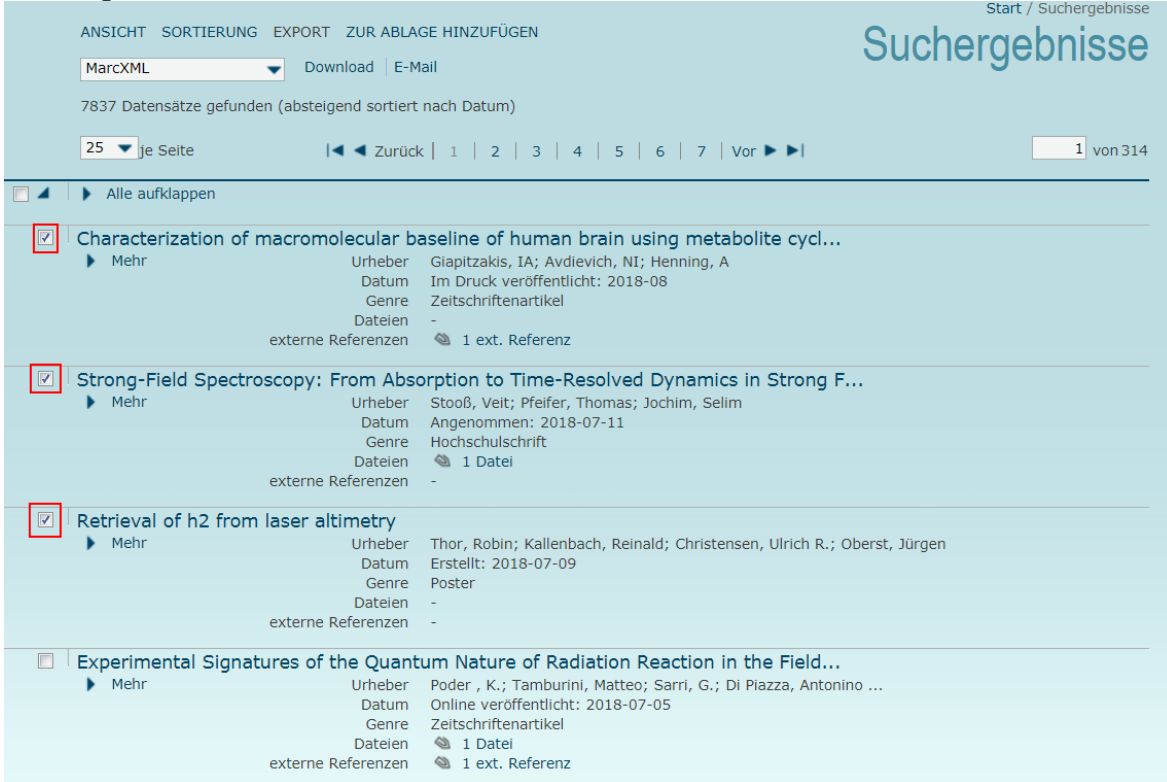 Start / Suchergebnisse
ANSICHT SORTIERUNG EXPORT ZUR ABLAGE HINZUFÜGEN
Suchergebnisse
MarcXML Download | E-Mail
7837 Datensätze gefunden (absteigend sortiert nach Datum)
25 je Seite Zurück | 1 | 2 | 3 | 4 | 5 | 6 | 7 | Vor 1 von 314
Alle aufklappen
Characterization of macromolecular baseline of human brain using metabolite cycl...
Mehr Urheber Giapitzakis, IA; Avdievich, NI; Henning, A
Datum Im Druck veröffentlicht: 2018-08
Genre Zeitschriftenartikel
Dateien -
externe Referenzen 1 ext. Referenz
Strong-Field Spectroscopy: From Absorption to Time-Resolved Dynamics in Strong F...
Mehr Urheber Stooß, Veit; Pfeifer, Thomas; Jochim, Selim
Datum Angenommen: 2018-07-11
Genre Hochschulschrift
Dateien 1 Datei
externe Referenzen -
Retrieval of h2 from laser altimetry
Mehr Urheber Thor, Robin; Kallenbach, Reinald; Christensen, Ulrich R.; Oberst, Jürgen
Datum Erstellt: 2018-07-09
Genre Poster
Dateien -
externe Referenzen -
Experimental Signatures of the Quantum Nature of Radiation Reaction in the Field...
Mehr Urheber Poder , K.; Tamburini, Matteo; Sarri, G.; Di Piazza, Antonino ...
Datum Online veröffentlicht: 2018-07-05
Genre Zeitschriftenartikel
Dateien 1 Datei
externe Referenzen 1 ext. Referenz